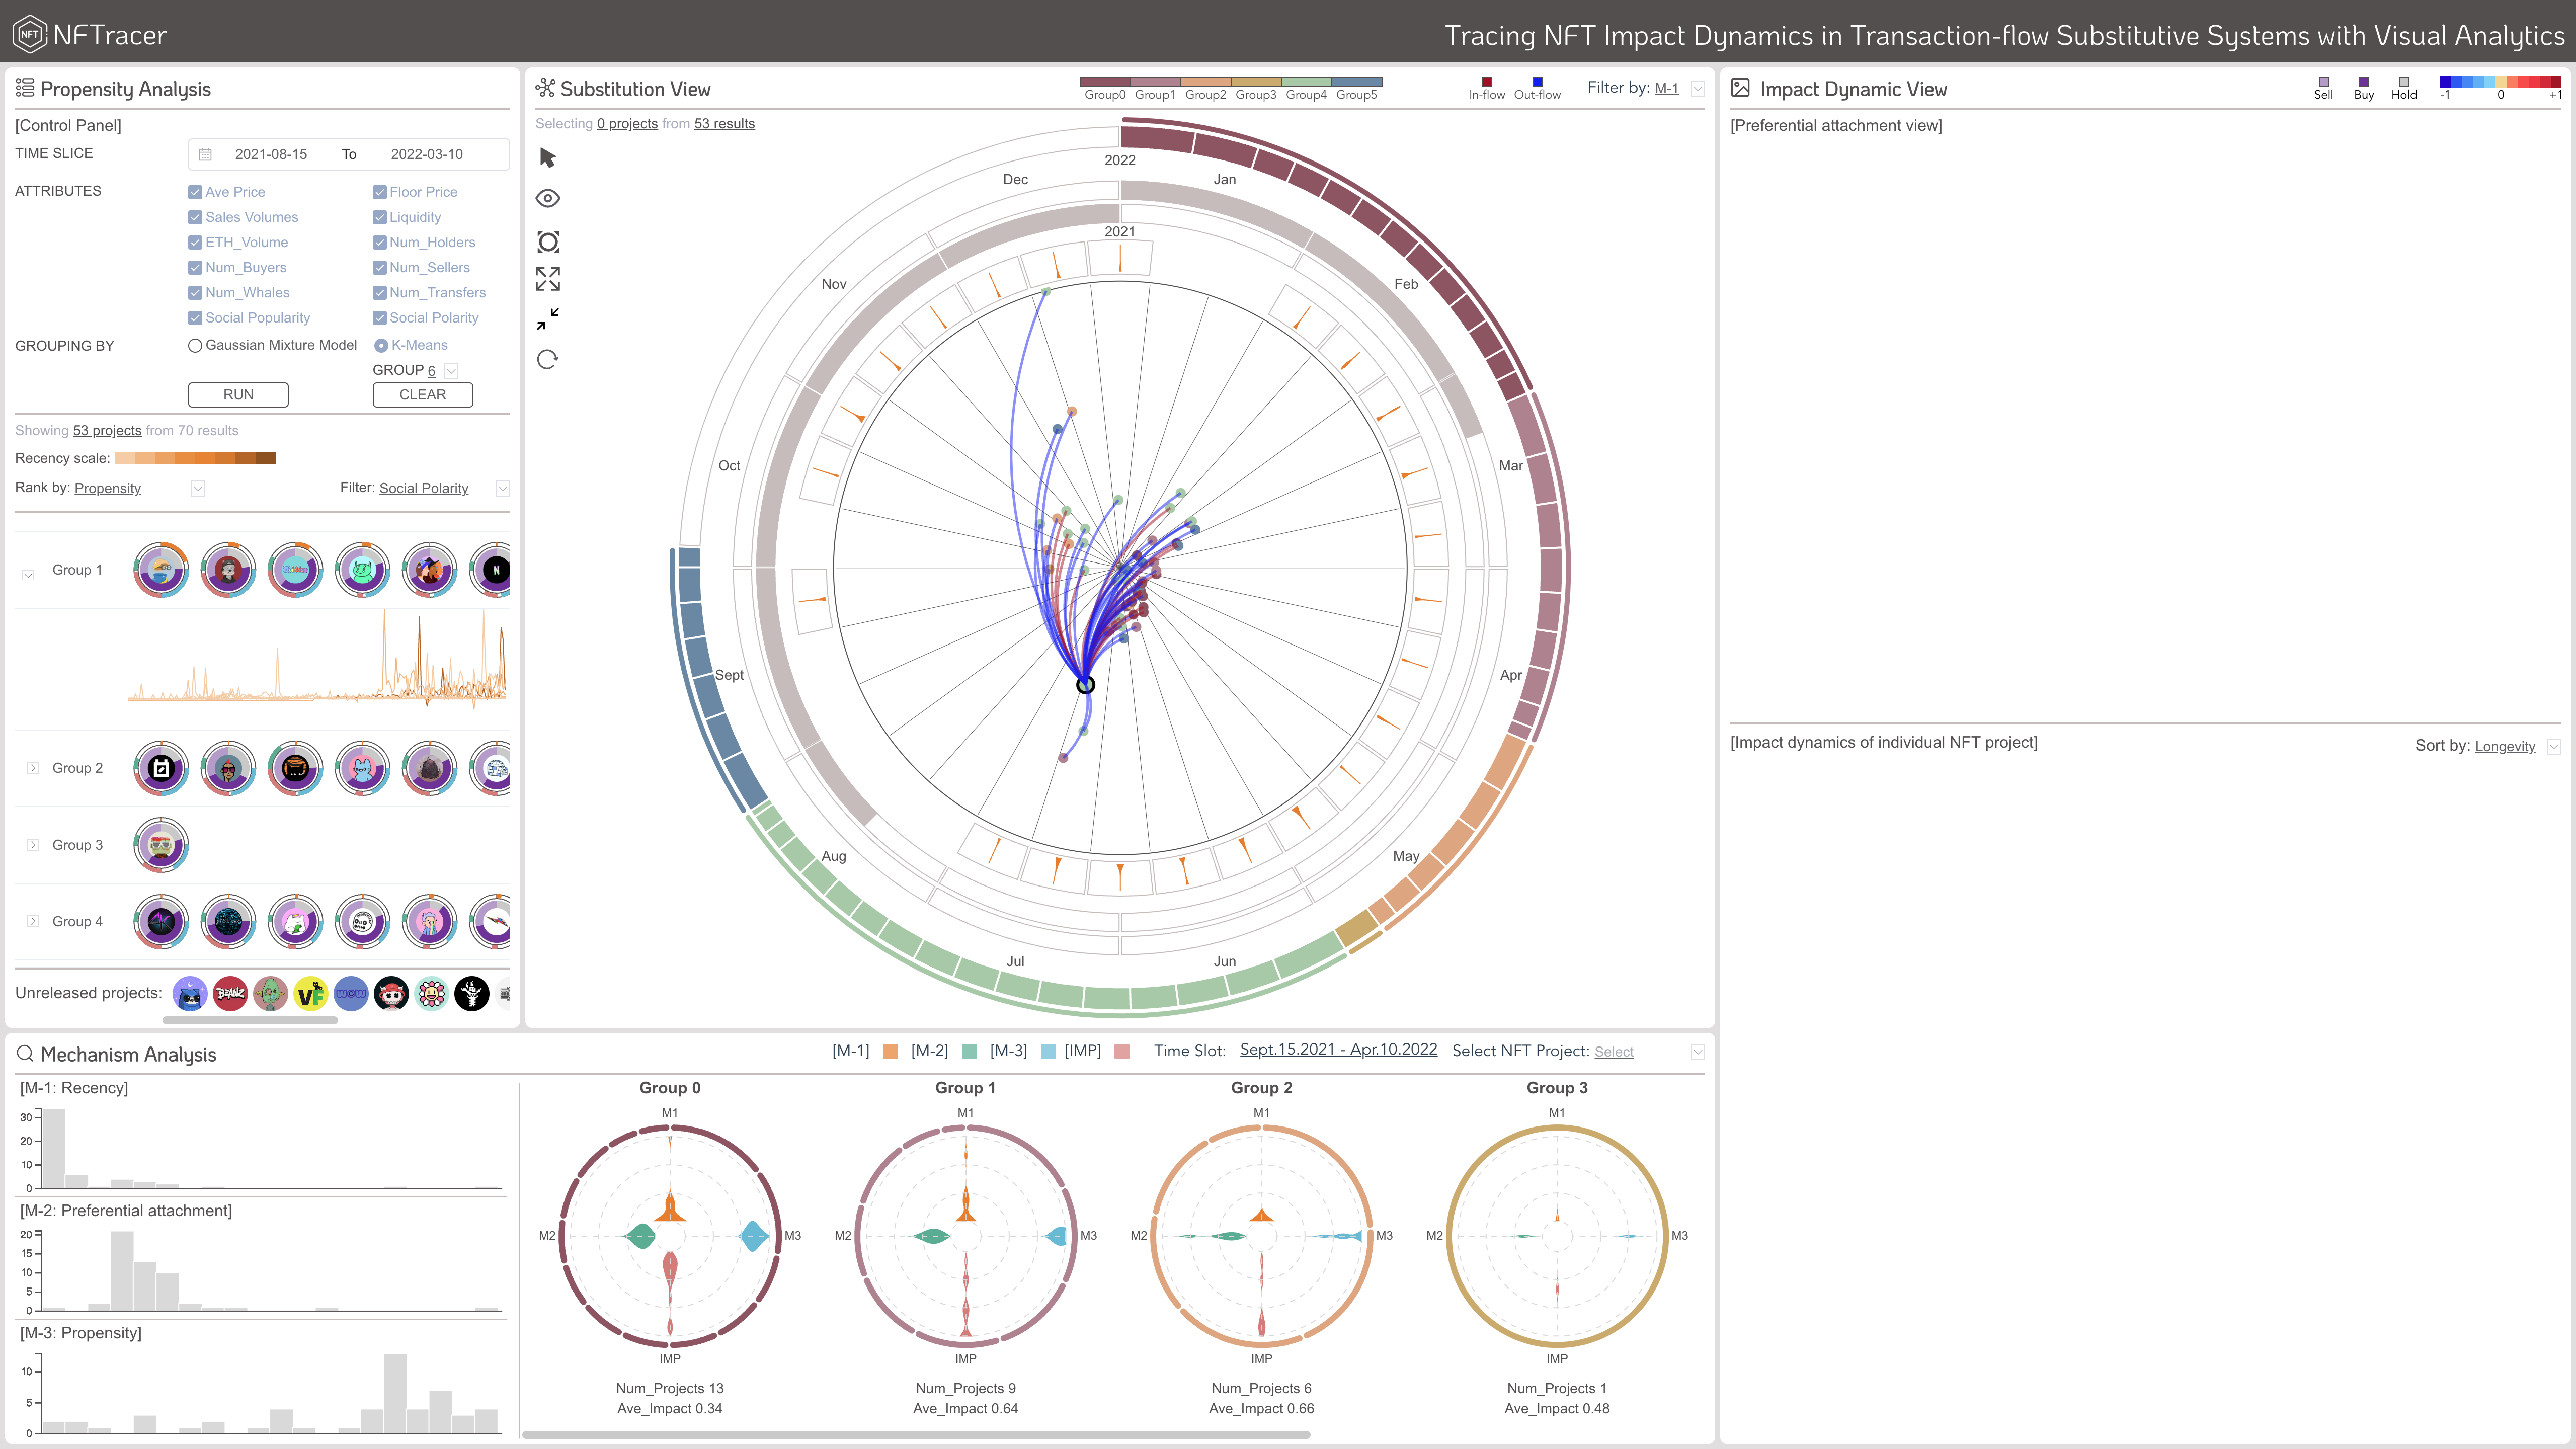 NFT NFTracer
Tracing NFT Impact Dynamics in Transaction-flow Substitutive Systems with Visual Analytics
Propensity Analysis
[Control Panel]
TIME SLICE 2021-08-15 To 2022-03-10
ATTRIBUTES Ave Price Floor Price
Sales Volumes Liquidity
ETH_Volume Num_Holders
Num_Buyers Num_Sellers
Num_Whales Num_Transfers
Social Popularity Social Polarity
GROUPING BY Gaussian Mixture Model K-Means
GROUP 6
RUN CLEAR
Showing 53 projects from 70 results
Recency scale:
Rank by: Propensity Filter: Social Polarity
Group 1
N
Group 2
Group 3
Group 4
Unreleased projects: BEANZ VF WGW
Substitution View
Group0 Group1 Group2 Group3 Group4 Group5
In-flow Out-flow
Filter by: M-1
Selecting 0 projects from 53 results
2022
Dec Jan
2021
Nov Feb
Oct Mar
Sept Apr
Aug May
Jul Jun
Impact Dynamic View
Sell Buy Hold -1 0 +1
[Preferential attachment view]
[Impact dynamics of individual NFT project] Sort by: Longevity
Mechanism Analysis
[M-1] [M-2] [M-3] [IMP] Time Slot: Sept.15.2021 - Apr.10.2022 Select NFT Project: Select
[M-1: Recency]
30
20
10
0
[M-2: Preferential attachment]
20
15
10
5
0
[M-3: Propensity]
10
5
0
Group 0
M1
M2 M3
IMP
Num_Projects 13
Ave_Impact 0.34
Group 1
M1
M2 M3
IMP
Num_Projects 9
Ave_Impact 0.64
Group 2
M1
M2 M3
IMP
Num_Projects 6
Ave_Impact 0.66
Group 3
M1
M2 M3
IMP
Num_Projects 1
Ave_Impact 0.48